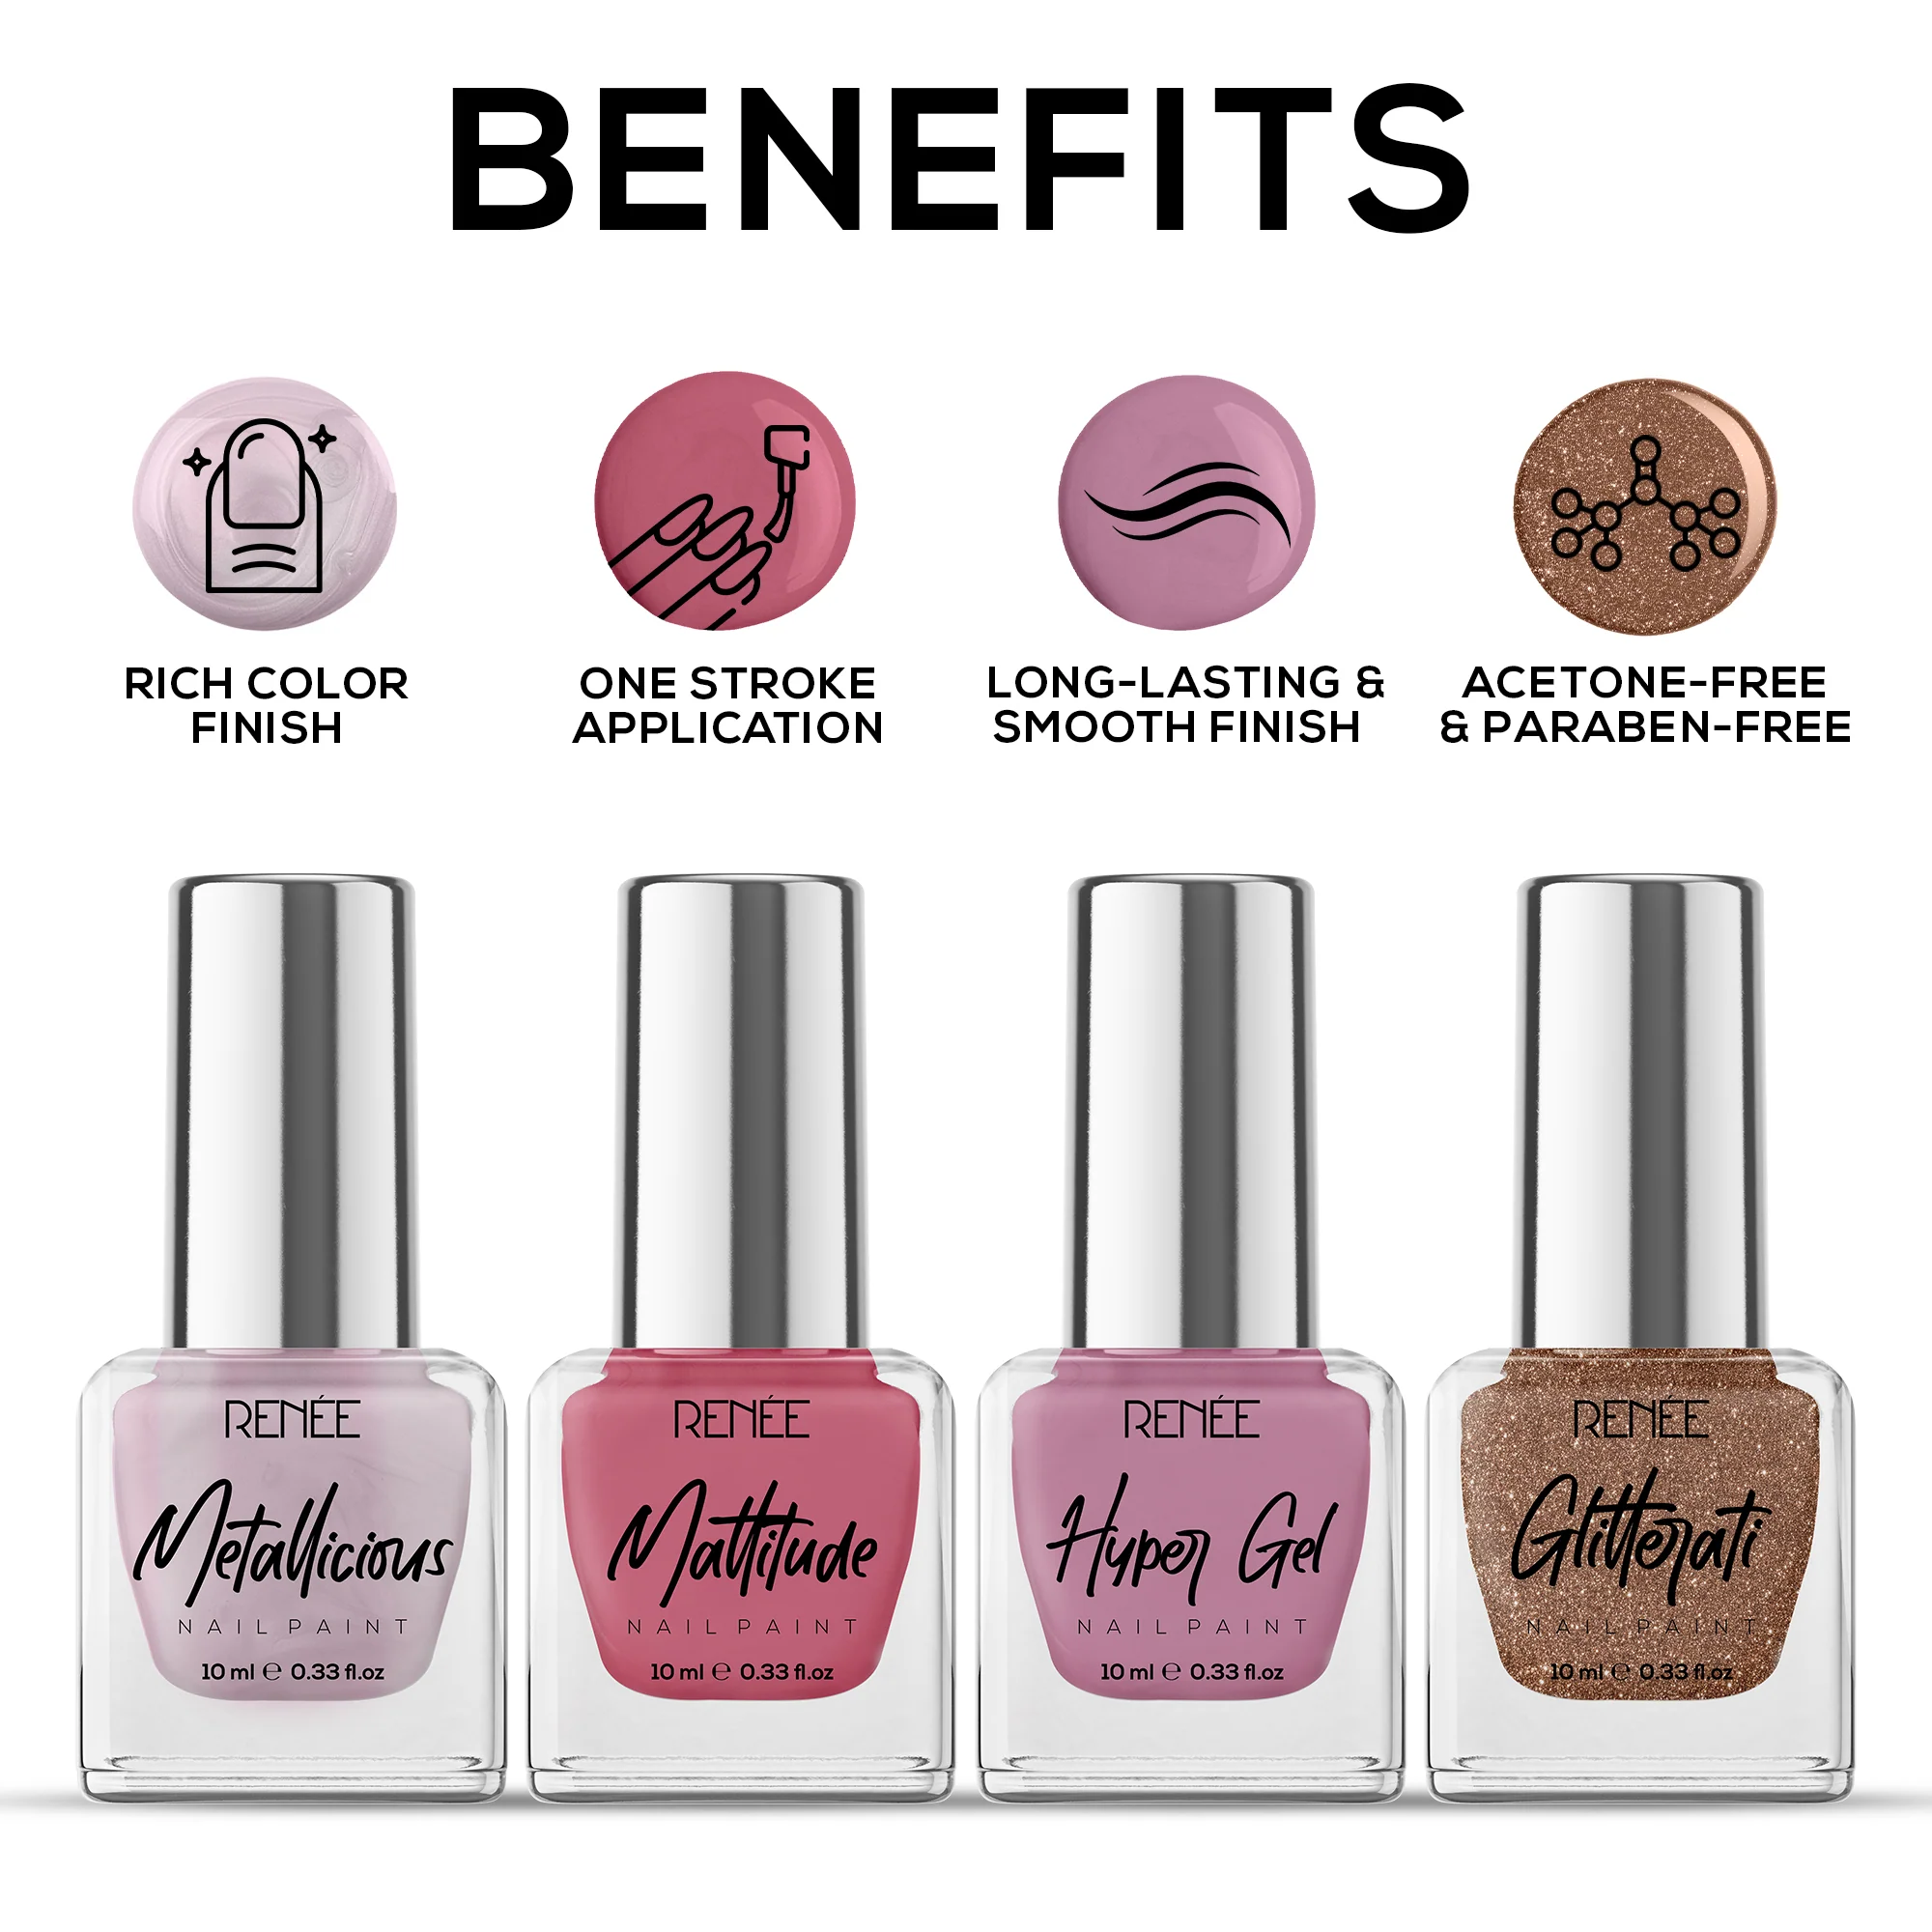 BENEFITS
RICH COLOR
FINISH
ONE STROKE
APPLICATION
LONG-LASTING &
SMOOTH FINISH
ACETONE-FREE
& PARABEN-FREE
RENÉE
Metallicious
NAIL PAINT
10 ml ℮ 0.33 fl.oz
RENÉE
Mattitude
NAIL PAINT
10 ml ℮ 0.33 fl.oz
RENÉE
Hyper Gel
NAIL PAINT
10 ml ℮ 0.33 fl.oz
RENÉE
Glitterati
NAIL PAINT
10 ml ℮ 0.33 fl.oz